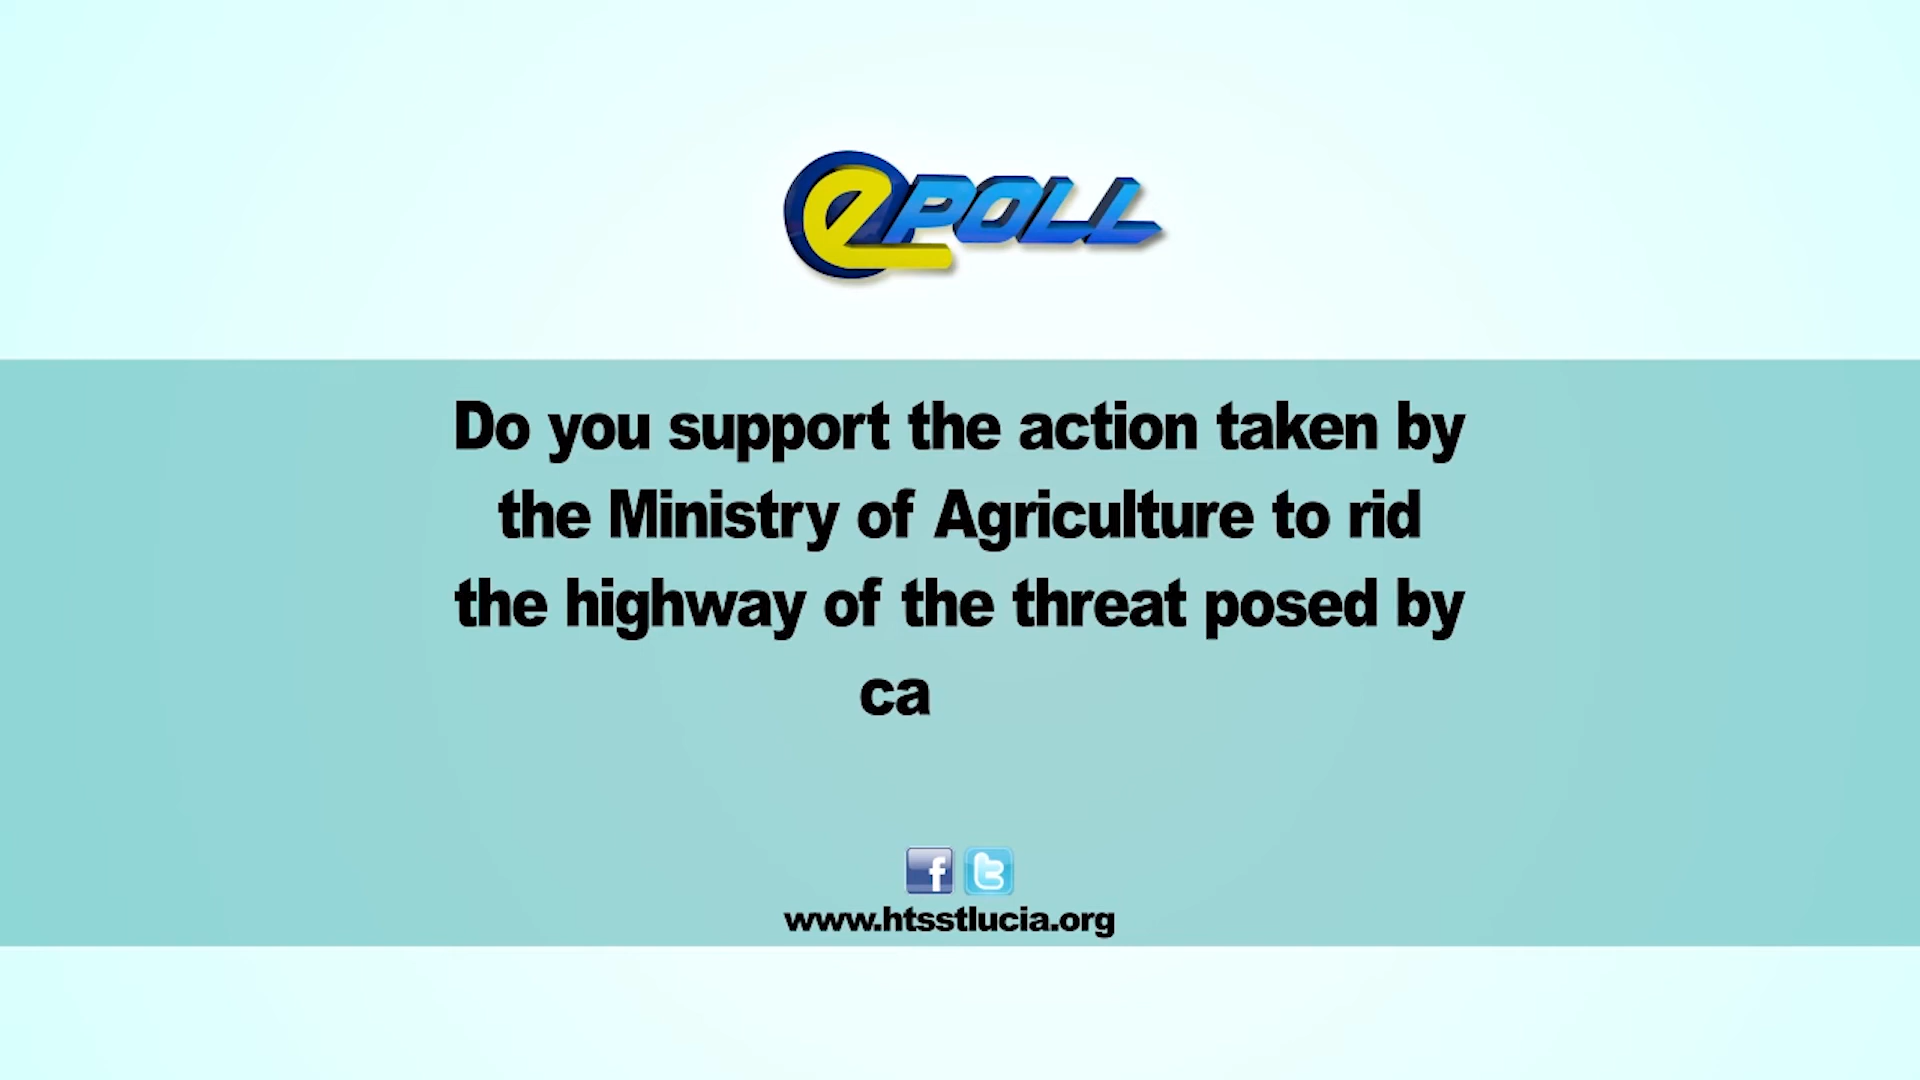 ePOLL
Do you support the action taken by
the Ministry of Agriculture to rid
the highway of the threat posed by
ca
f t
www.htsstlucia.org